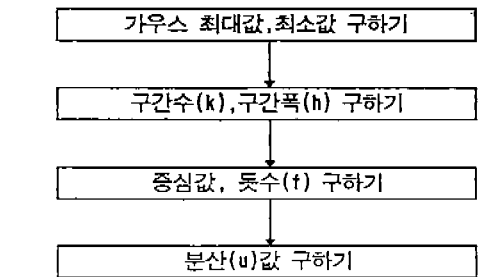 가우스 최대값,최소값 구하기
구간수(k),구간폭(h) 구하기
중심값, 돗수(f) 구하기
분산(u)값 구하기